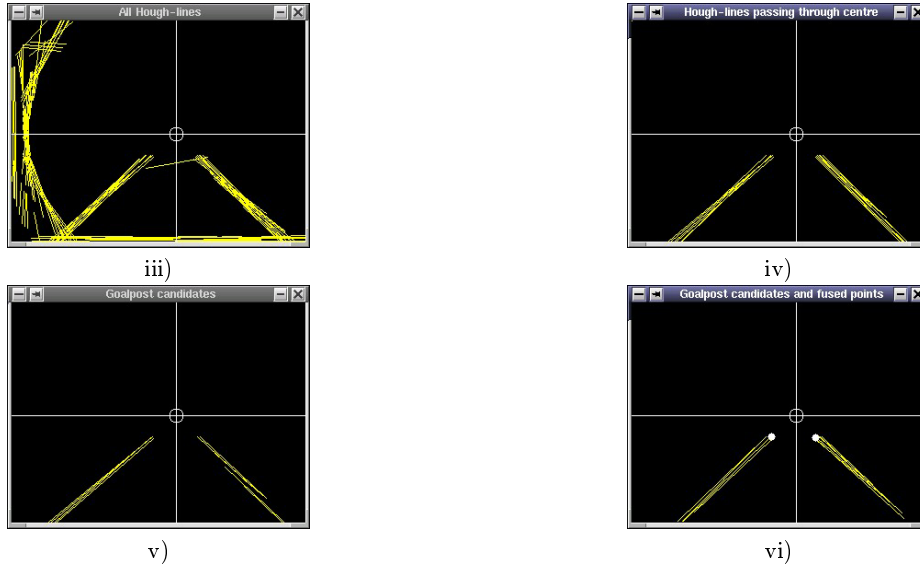 All Hough-lines
Hough-lines passing through centre
iii)
iv)
Goalpost candidates
Goalpost candidates and fused points
v)
vi)